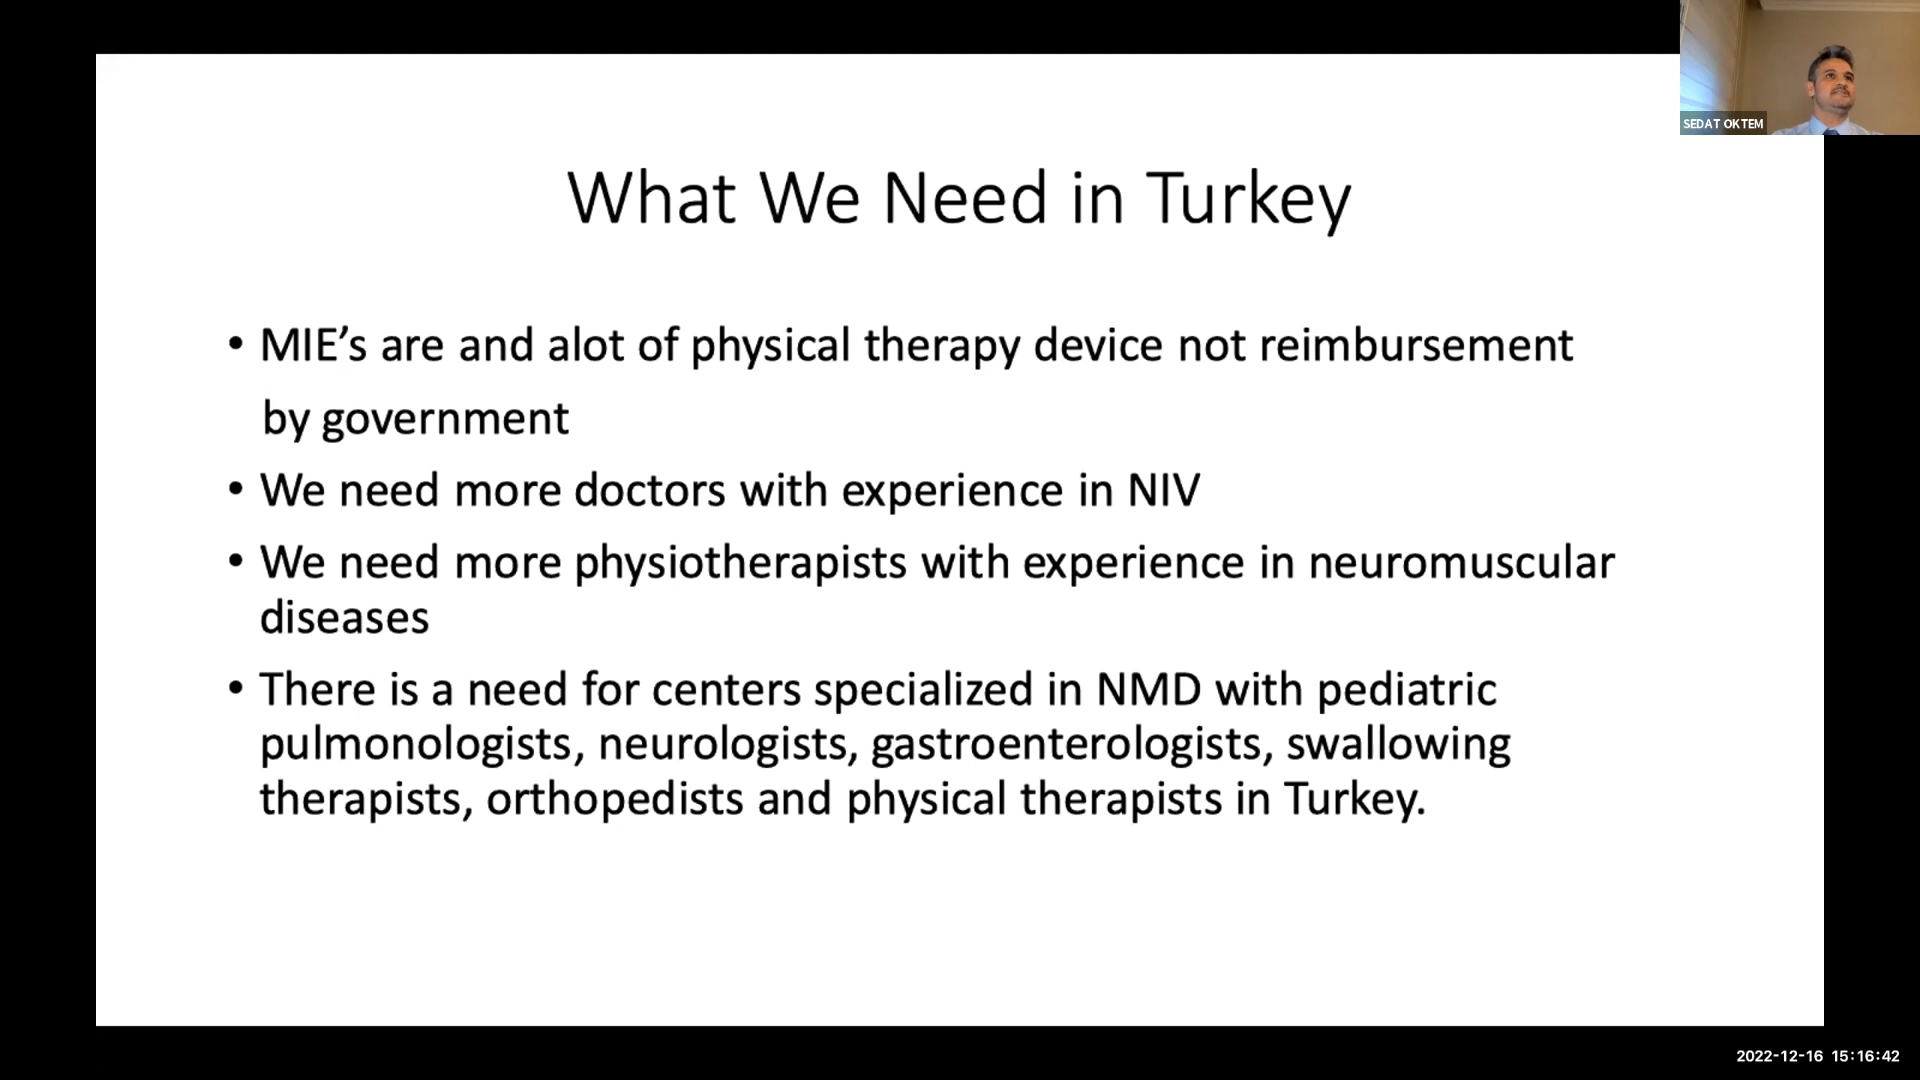 SEDAT OKTEM
What We Need in Turkey
• MIE’s are and alot of physical therapy device not reimbursement
by government
• We need more doctors with experience in NIV
• We need more physiotherapists with experience in neuromuscular
diseases
• There is a need for centers specialized in NMD with pediatric
pulmonologists, neurologists, gastroenterologists, swallowing
therapists, orthopedists and physical therapists in Turkey.
2022-12-16 15:16:42